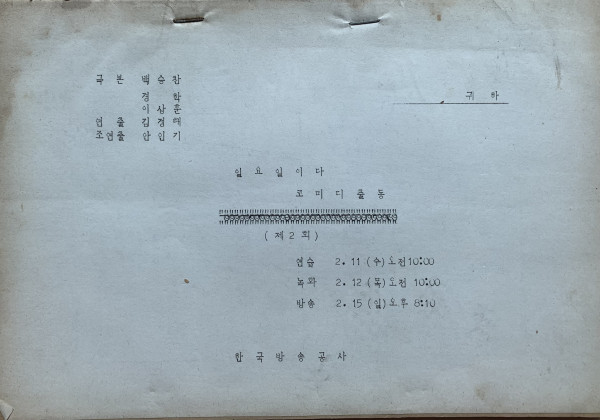 극 본 백승찬
경 학
이 상 훈
연 출 김경태
조연출 안인기
귀 하
일 요 일 이 다
코 미 디 출 동
( 제 2 회 )
연습 2. 11 (수) 오전 10:00
녹화 2. 12 (목) 오전 10:00
방송 2. 15 (일) 오후 8:10
한 국 방 송 공 사